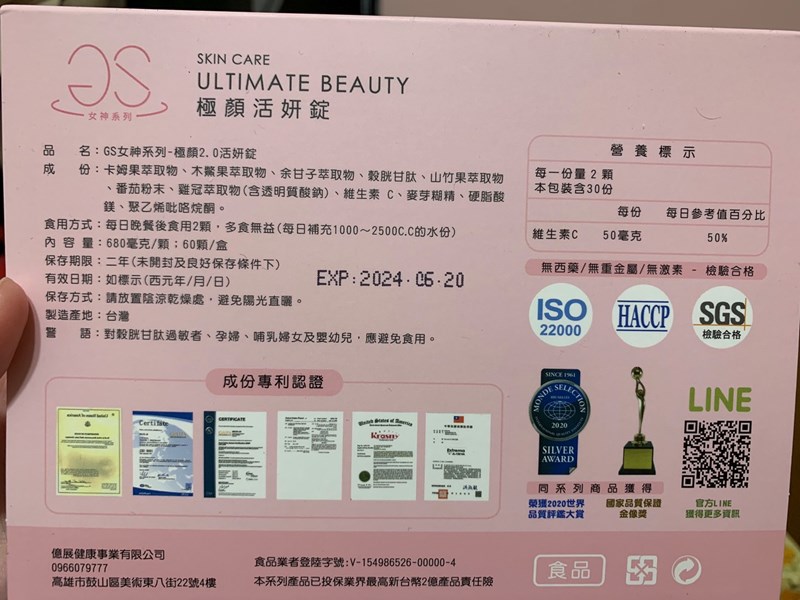 GS
女神系列
SKIN CARE
ULTIMATE BEAUTY
極顏活妍錠
品　　名：GS女神系列-極顏2.0活妍錠
成　　份：卡姆果萃取物、木鱉果萃取物、余甘子萃取物、穀胱甘肽、山竹果萃取物
、番茄粉末、雞冠萃取物(含透明質酸鈉)、維生素 C、麥芽糊精、硬脂酸
鎂、聚乙烯吡咯烷酮。
食用方式：每日晚餐後食用2顆，多食無益(每日補充1000～2500C.C的水份)
內 容 量：680毫克/顆；60顆/盒
保存期限：二年(未開封及良好保存條件下)
有效日期：如標示(西元年/月/日)
EXP:2024.06.20
保存方式：請放置陰涼乾燥處，避免陽光直曬。
製造產地：台灣
警　　語：對穀胱甘肽過敏者、孕婦、哺乳婦女及嬰幼兒，應避免食用。
營養標示
每一份量 2 顆
本包裝含30份
每份　每日參考值百分比
維生素C　50毫克　50%
無西藥/無重金屬/無激素 - 檢驗合格
ISO
22000
HACCP
SGS
檢驗合格
成份專利認證
Certificate
CERTIFICATE
United States of America
SINCE 1961
MONDE SELECTION
2020
SILVER
AWARD
LINE
同系列商品獲得
榮獲2020世界
品質評鑑大賞
國家品質保證
金像獎
官方LINE
獲得更多資訊
億展健康事業有限公司
0966079777
高雄市鼓山區美術東八街22號4樓
食品業者登陸字號:V-154986526-00000-4
本系列產品已投保業界最高新台幣2億產品責任險
食品